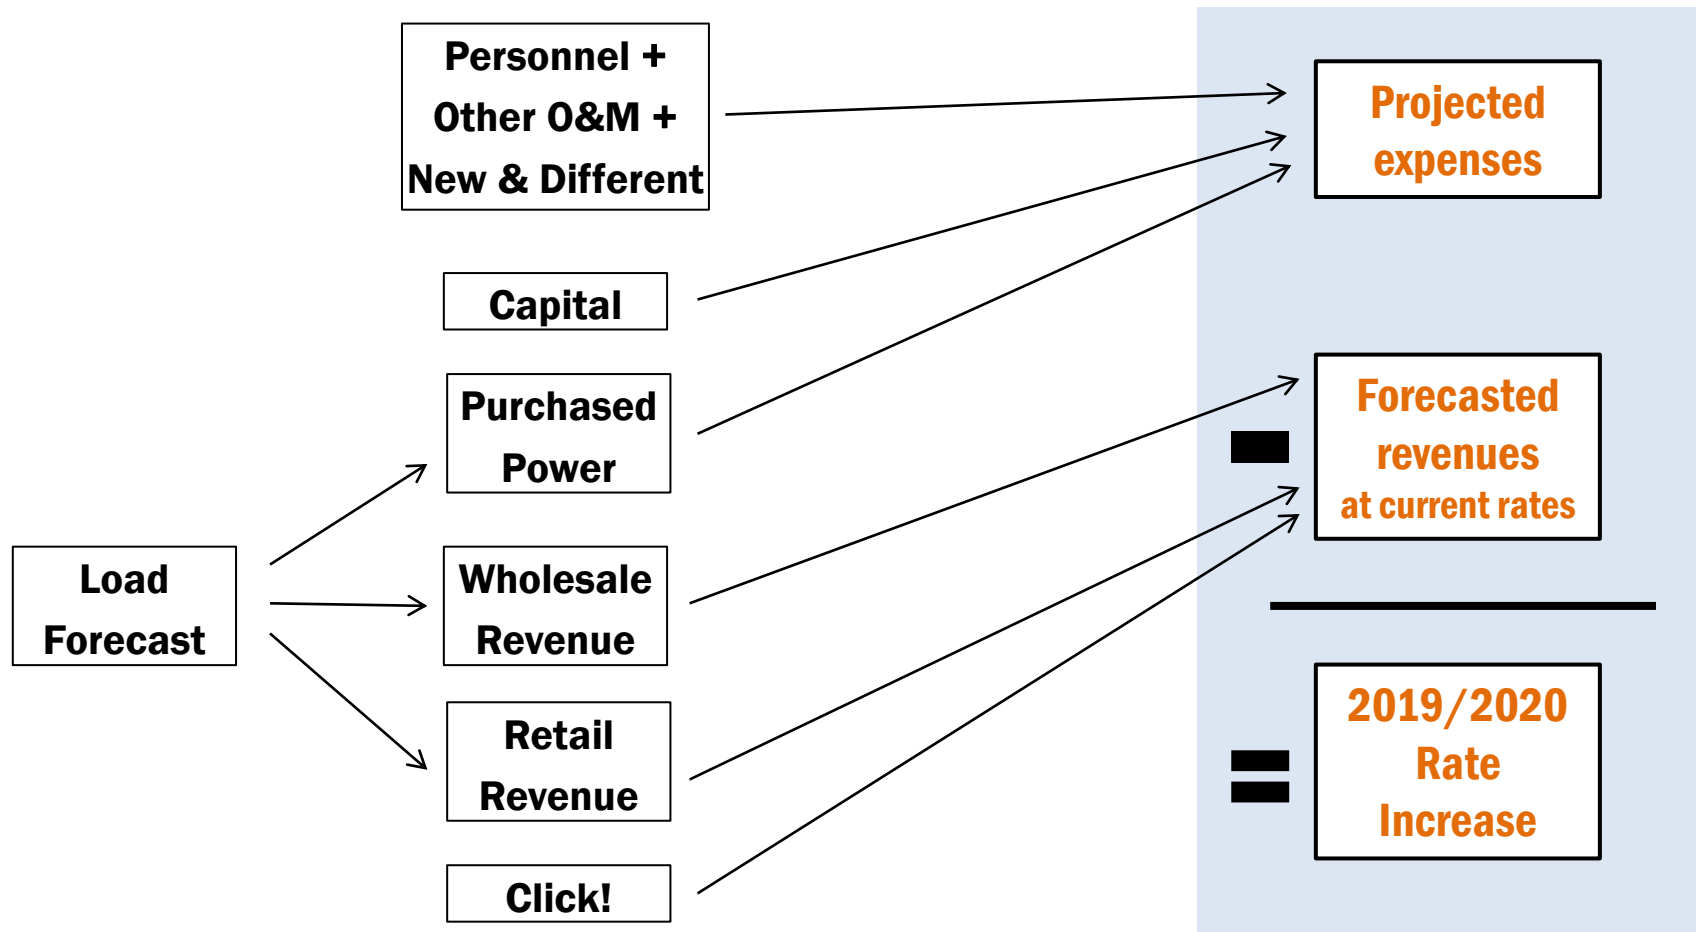 Personnel +
Other O&M +
New & Different
Capital
Purchased
Power
Load
Forecast
Wholesale
Revenue
Retail
Revenue
Click!
Projected
expenses
Forecasted
revenues
at current rates
2019/2020
Rate
Increase